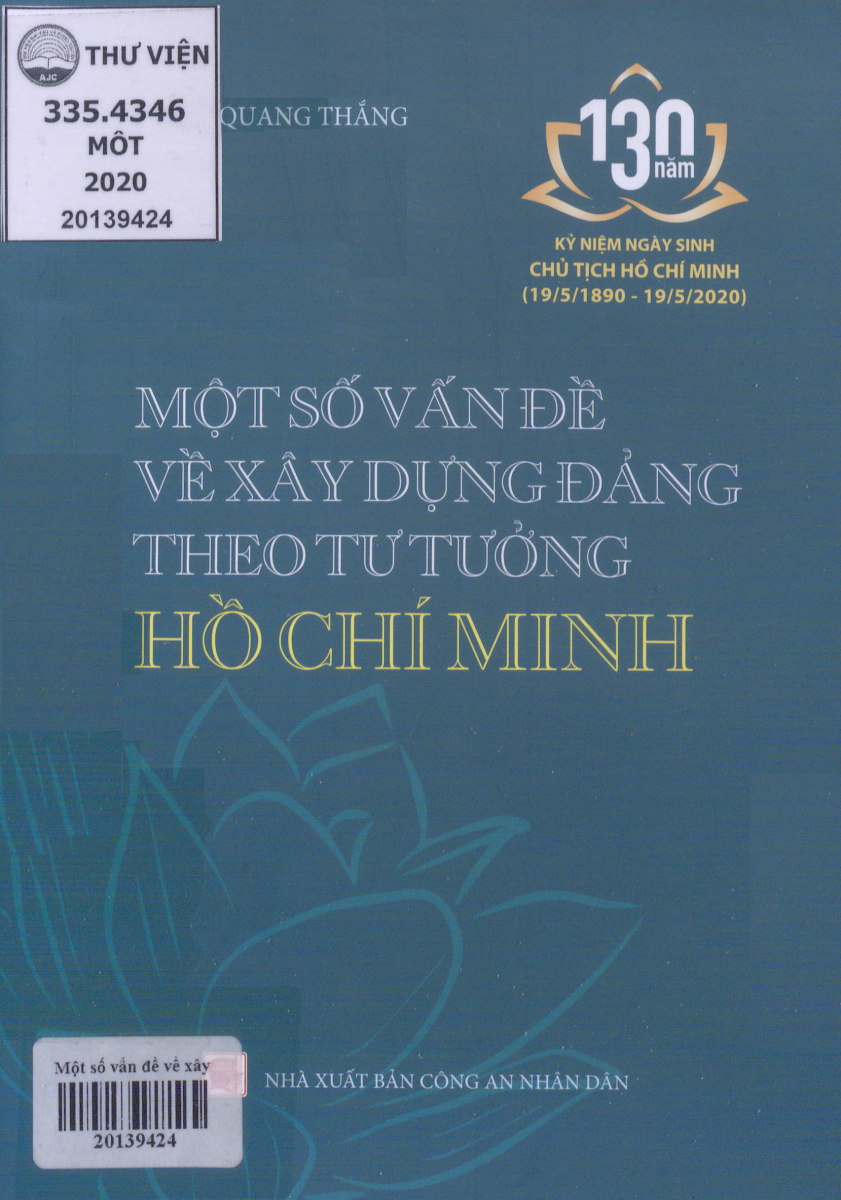 THƯ VIỆN
AJC
335.4346
MÔT
2020
20139424
QUANG THẮNG
130
năm
KỶ NIỆM NGÀY SINH
CHỦ TỊCH HỒ CHÍ MINH
(19/5/1890 - 19/5/2020)
MỘT SỐ VẤN ĐỀ
VỀ XÂY DỰNG ĐẢNG
THEO TƯ TƯỞNG
HỒ CHÍ MINH
Một số vấn đề về xây
20139424
NHÀ XUẤT BẢN CÔNG AN NHÂN DÂN